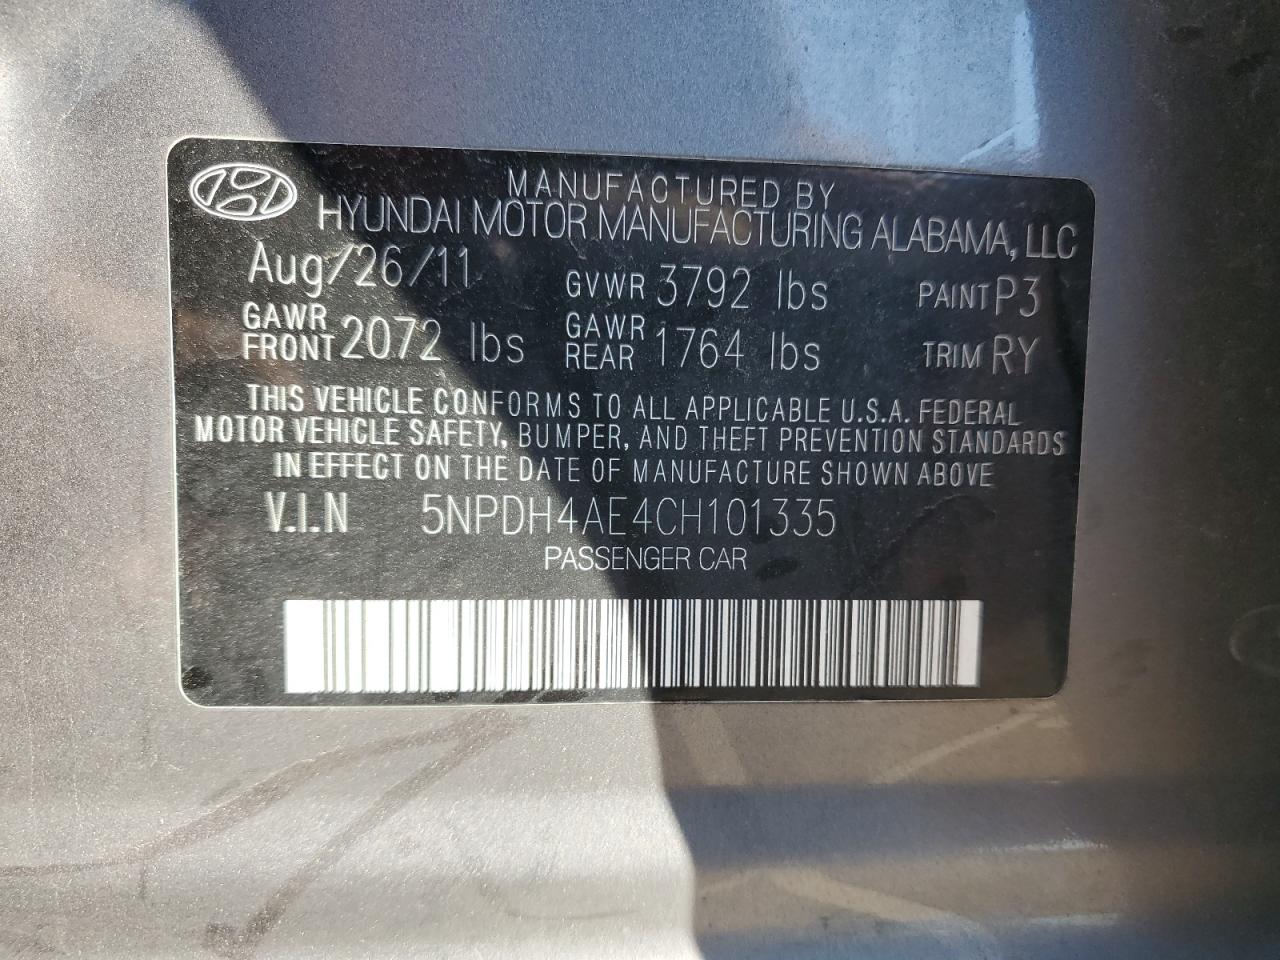 MANUFACTURED BY
HYUNDAI MOTOR MANUFACTURING ALABAMA, LLC
Aug/26/11 GVWR 3792 lbs PAINT P3
GAWR FRONT 2072 lbs GAWR REAR 1764 lbs TRIM RY
THIS VEHICLE CONFORMS TO ALL APPLICABLE U.S.A. FEDERAL
MOTOR VEHICLE SAFETY, BUMPER, AND THEFT PREVENTION STANDARDS
IN EFFECT ON THE DATE OF MANUFACTURE SHOWN ABOVE
V.I.N 5NPDH4AE4CH101335
PASSENGER CAR